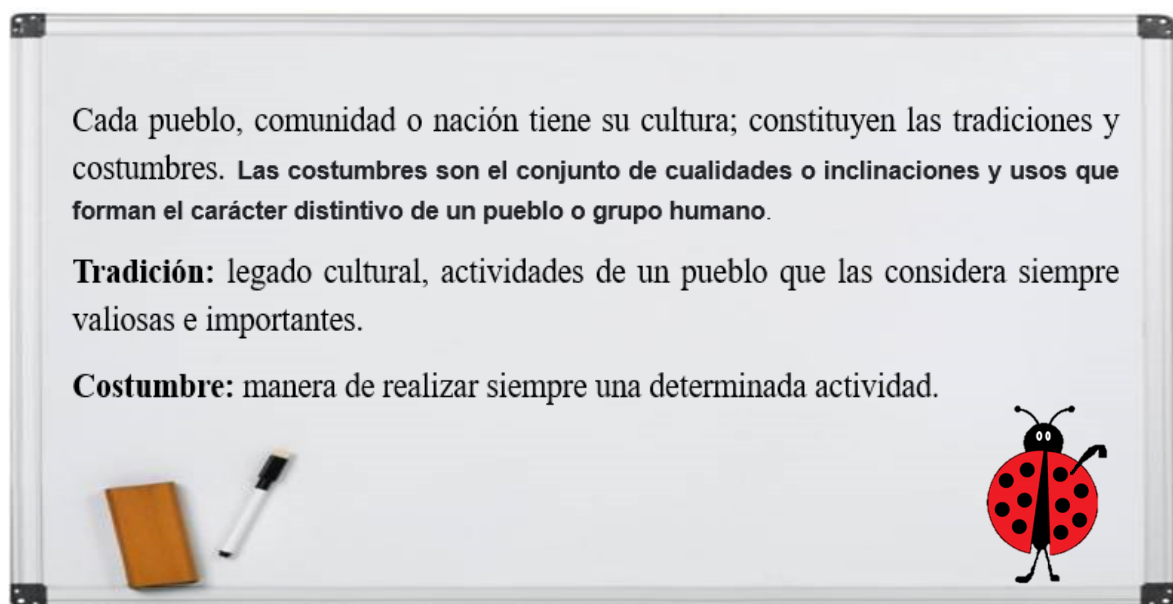 Cada pueblo, comunidad o nación tiene su cultura; constituyen las tradiciones y
costumbres. Las costumbres son el conjunto de cualidades o inclinaciones y usos que
forman el carácter distintivo de un pueblo o grupo humano.
Tradición: legado cultural, actividades de un pueblo que las considera siempre
valiosas e importantes.
Costumbre: manera de realizar siempre una determinada actividad.